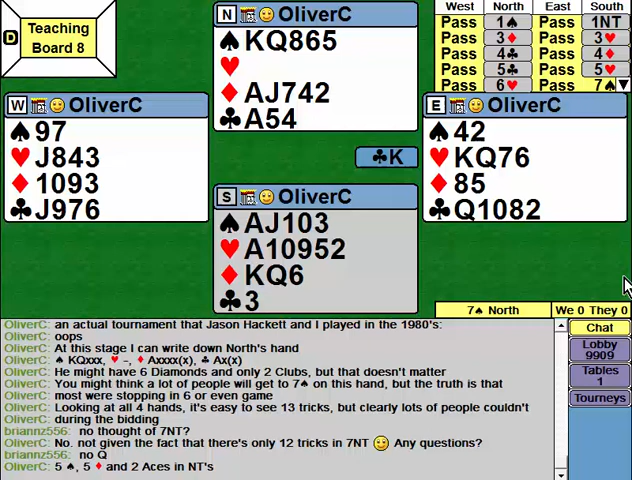 West North East South
Pass 1♠ Pass 1NT
Pass 3♦ Pass 3♥
Pass 4♣ Pass 4♦
Pass 5♣ Pass 5♥
Pass 6♥ Pass 7♠
D Teaching
Board 8
N OliverC
♠KQ865
♥
♦AJ742
♣A54
W OliverC
♠97
♥J843
♦1093
♣J976
♣K
E OliverC
♠42
♥KQ76
♦85
♣Q1082
S OliverC
♠AJ103
♥A10952
♦KQ6
♣3
7♠ North We 0 They 0
OliverC: an actual tournament that Jason Hackett and I played in the 1980's:
OliverC: oops
OliverC: At this stage I can write down North's hand
OliverC: ♠ KQxxx, ♥ -, ♦ Axxxx(x), ♣ Ax(x)
OliverC: He might have 6 Diamonds and only 2 Clubs, but that doesn't matter
OliverC: You might think a lot of people will get to 7♠ on this hand, but the truth is that
OliverC: most were stopping in 6 or even game
OliverC: Looking at all 4 hands, it's easy to see 13 tricks, but clearly lots of people couldn't
OliverC: during the bidding
briannz556: no thought of 7NT?
OliverC: No. not given the fact that there's only 12 tricks in 7NT Any questions?
briannz556: no Q
OliverC: 5 ♠, 5 ♦ and 2 Aces in NT's
Chat
Lobby
9909
Tables
1
Tourneys